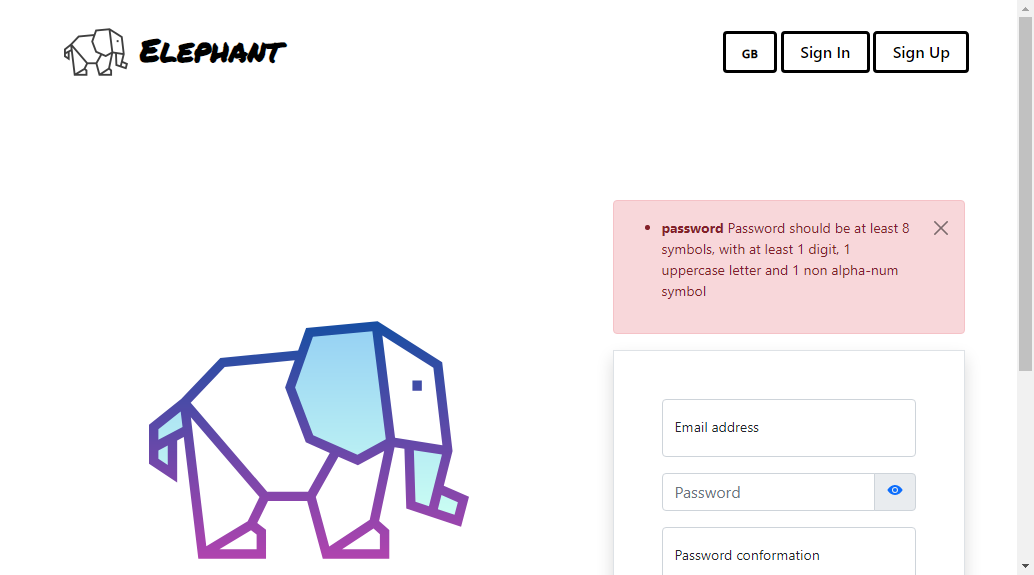 Elephant
GB
Sign In
Sign Up
password Password should be at least 8
symbols, with at least 1 digit, 1
uppercase letter and 1 non alpha-num
symbol
Email address
Password
Password conformation